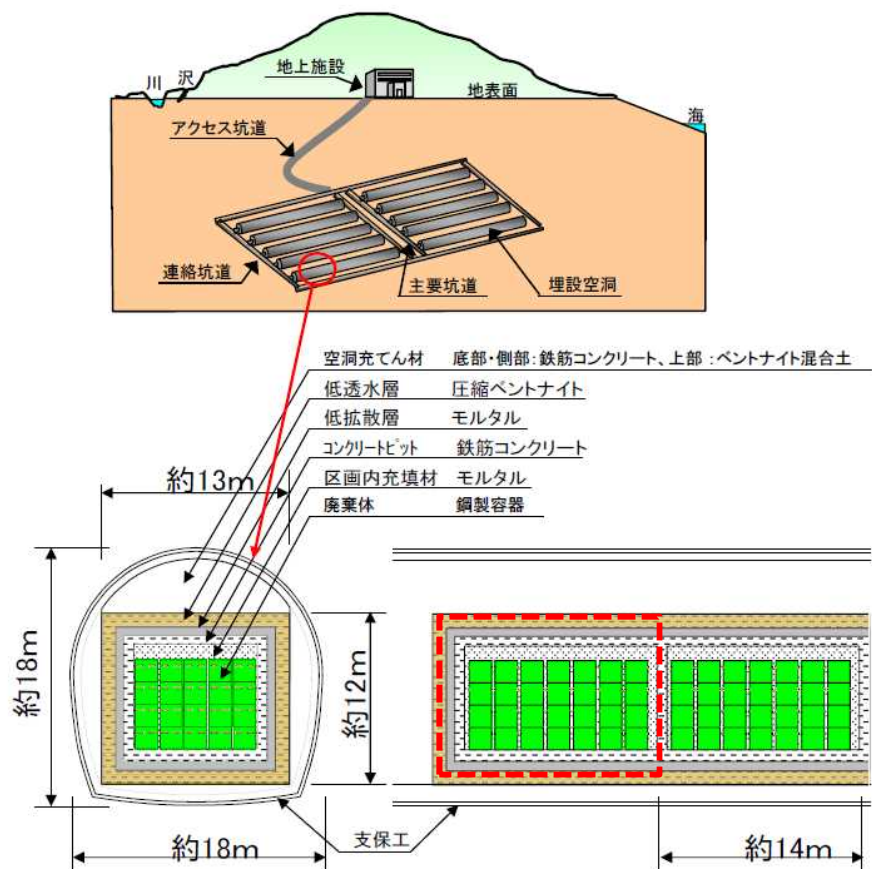 地上施設
川 沢
地表面
海
アクセス坑道
連絡坑道
主要坑道
埋設空洞
空洞充てん材 底部・側部:鉄筋コンクリート、上部:ベントナイト混合土
低透水層 圧縮ベントナイト
低拡散層 モルタル
コンクリートピット 鉄筋コンクリート
区画内充填材 モルタル
廃棄体 鋼製容器
約13m
約18m
約12m
支保工
約18m
約14m